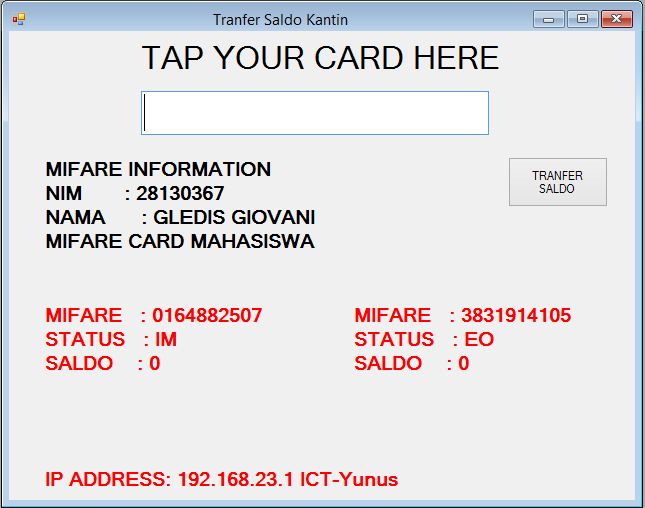 Tranfer Saldo Kantin
TAP YOUR CARD HERE
MIFARE INFORMATION
NIM : 28130367
NAMA : GLEDIS GIOVANI
MIFARE CARD MAHASISWA
TRANFER
SALDO
MIFARE : 0164882507
STATUS : IM
SALDO : 0
MIFARE : 3831914105
STATUS : EO
SALDO : 0
IP ADDRESS: 192.168.23.1 ICT-Yunus